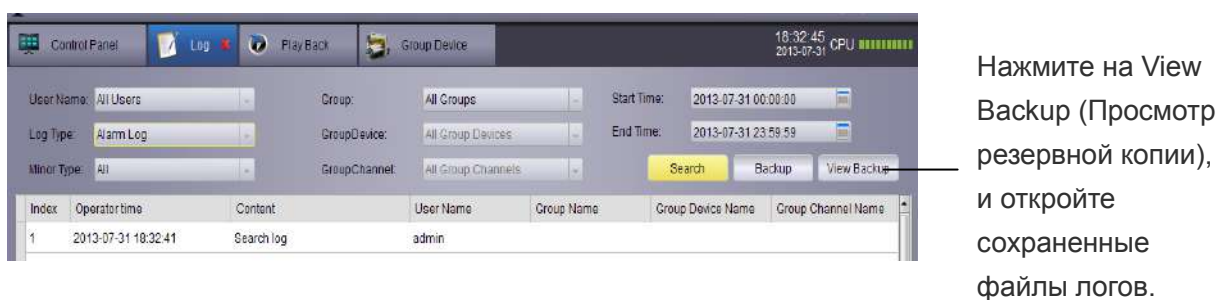 Control Panel Log Play Back Group Device 18:32:45 CPU
2013-07-31
User Name: All Users Group: All Groups Start Time: 2013-07-31 00:00:00
Log Type: Alarm Log GroupDevice: All Group Devices End Time: 2013-07-31 23:59:59
Minor Type: All GroupChannel: All Group Channels Search Backup View Backup
Index Operator time Content User Name Group Name Group Device Name Group Channel Name
1 2013-07-31 18:32:41 Search log admin
Нажмите на View
Backup (Просмотр
резервной копии),
и откройте
сохраненные
файлы логов.